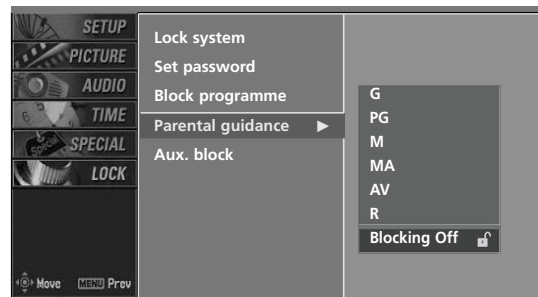 SETUP
PICTURE
AUDIO
TIME
Special
SPECIAL
LOCK
Move MENU Prev
Lock system
Set password
Block programme
Parental guidance ►
Aux. block
G
PG
M
MA
AV
R
Blocking Off